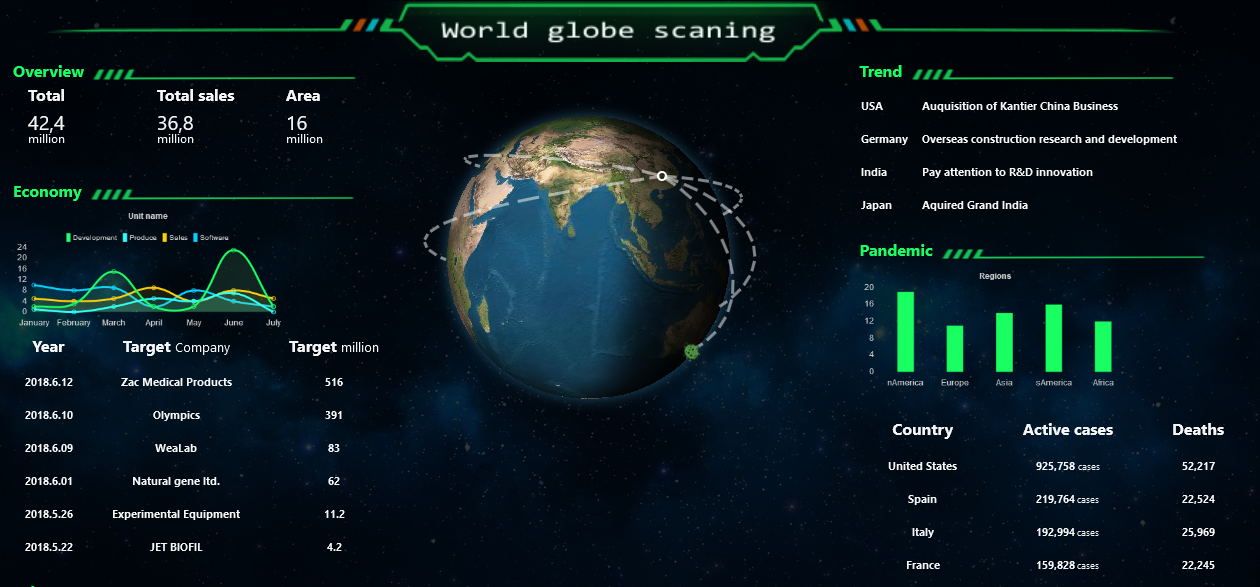 World globe scaning
Overview
Total Total sales Area
42,4 36,8 16
million million million
Economy
Unit name
Development Produce Sales Software
24
20
16
12
8
4
0
January February March April May June July
Year Target Company Target million
2018.6.12 Zac Medical Products 516
2018.6.10 Olympics 391
2018.6.09 WeaLab 83
2018.6.01 Natural gene ltd. 62
2018.5.26 Experimental Equipment 11.2
2018.5.22 JET BIOFIL 4.2
Trend
USA Auquisition of Kantier China Business
Germany Overseas construction research and development
India Pay attention to R&D innovation
Japan Aquired Grand India
Pandemic
Regions
20
16
12
8
4
0
nAmerica Europe Asia sAmerica Africa
Country Active cases Deaths
United States 925,758 cases 52,217
Spain 219,764 cases 22,524
Italy 192,994 cases 25,969
France 159,828 cases 22,245